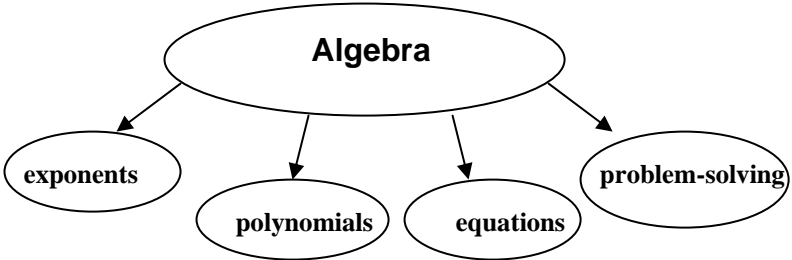 Algebra
exponents
polynomials
equations
problem-solving